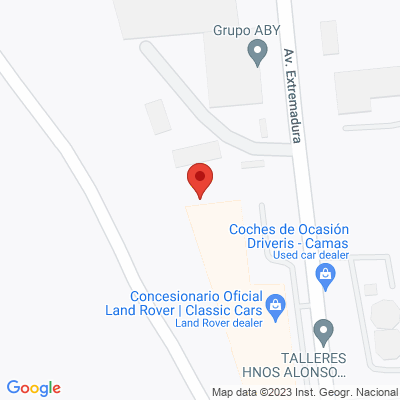 Grupo ABY
Av. Extremadura
Coches de Ocasión
Driveris - Camas
Used car dealer
Concesionario Oficial
Land Rover | Classic Cars
Land Rover dealer
TALLERES
HNOS ALONSO...
Google
Map data ©2023 Inst. Geogr. Nacional